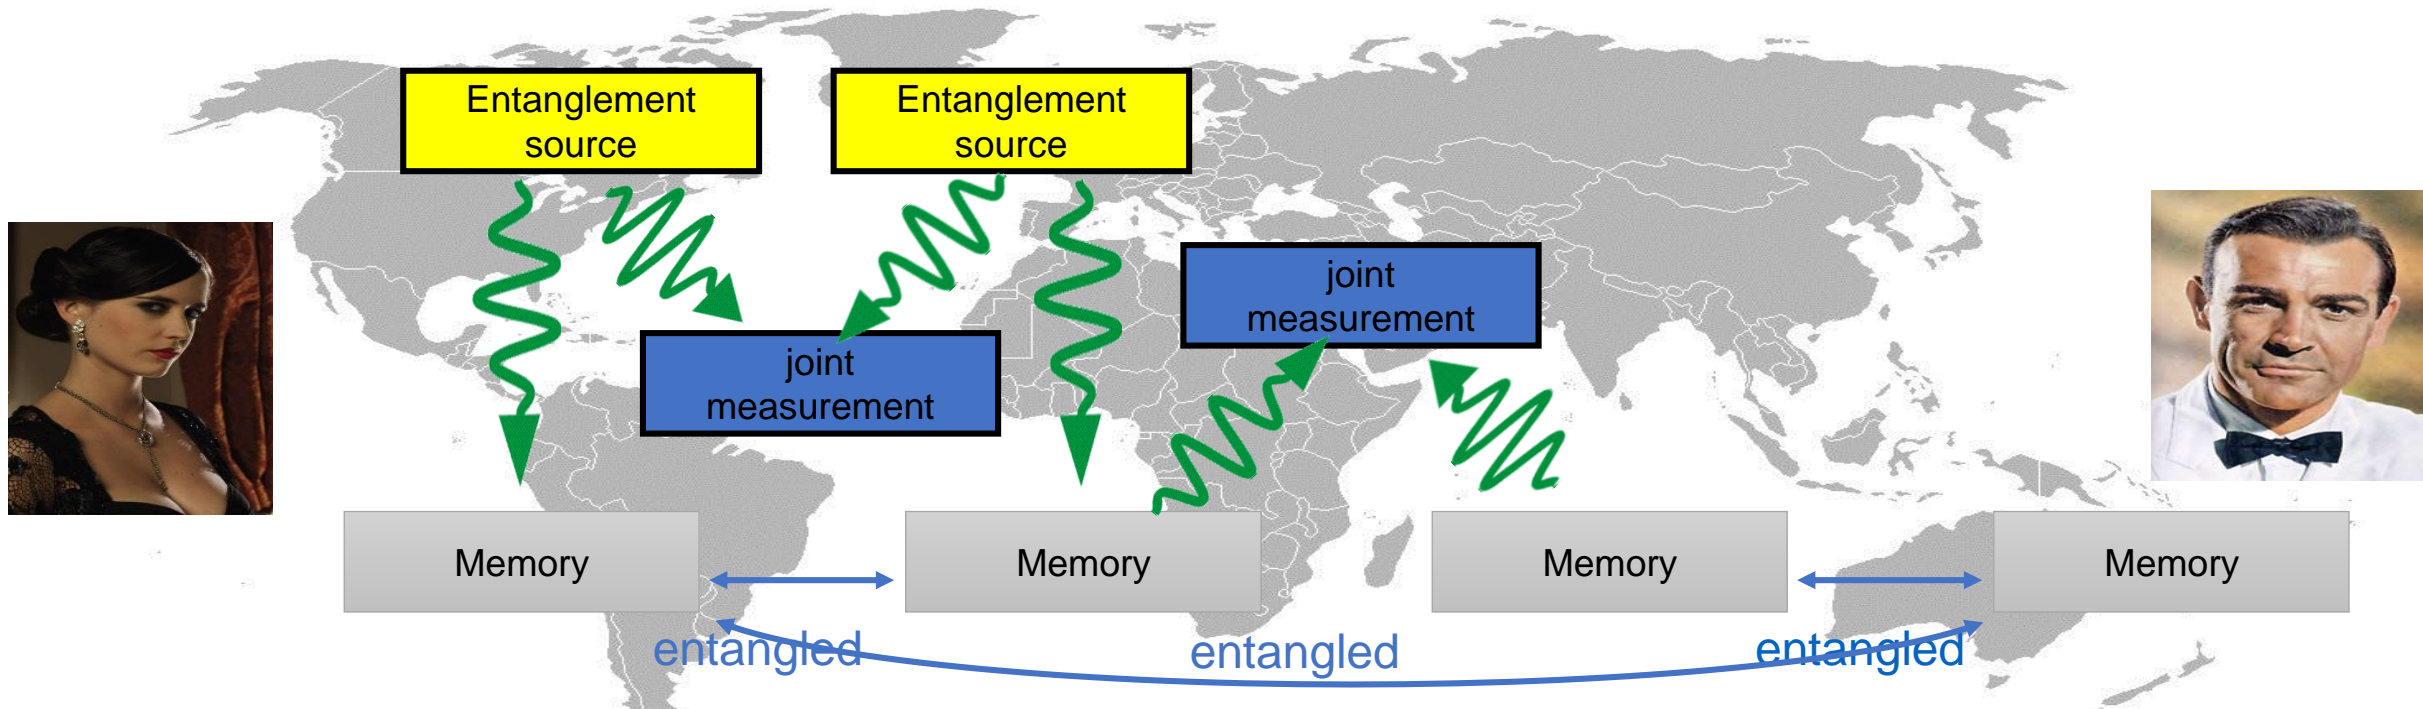 Entanglement
source
Entanglement
source
joint
measurement
joint
measurement
Memory
Memory
Memory
Memory
entangled
entangled
entangled